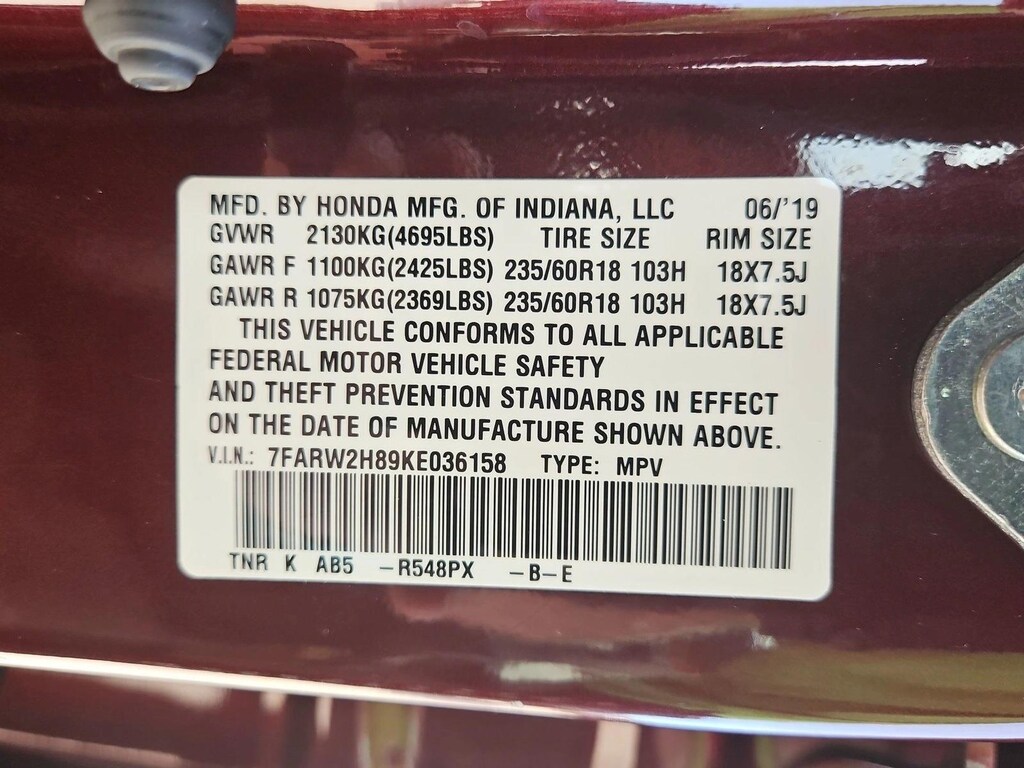 MFD. BY HONDA MFG. OF INDIANA, LLC 06/'19
GVWR 2130KG(4695LBS) TIRE SIZE RIM SIZE
GAWR F 1100KG(2425LBS) 235/60R18 103H 18X7.5J
GAWR R 1075KG(2369LBS) 235/60R18 103H 18X7.5J
THIS VEHICLE CONFORMS TO ALL APPLICABLE
FEDERAL MOTOR VEHICLE SAFETY
AND THEFT PREVENTION STANDARDS IN EFFECT
ON THE DATE OF MANUFACTURE SHOWN ABOVE.
V.I.N.: 7FARW2H89KE036158 TYPE: MPV
TNR K AB5 -R548PX -B-E